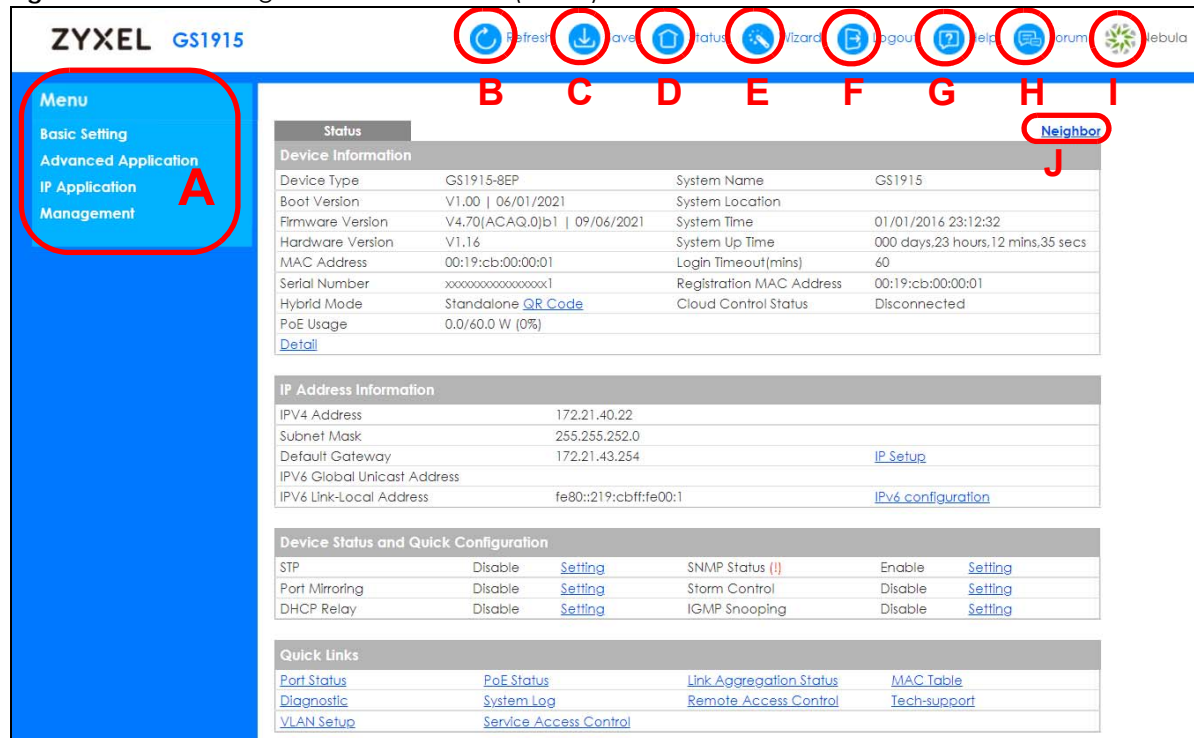 ZYXEL GS1915
Refresh Save Status Wizard Logout Help Forum Nebula
B C D E F G H I
Menu
Basic Setting
Advanced Application
IP Application
Management
A
Status Neighbor
J
Device Information
Device Type GS1915-8EP System Name GS1915
Boot Version V1.00 | 06/01/2021 System Location
Firmware Version V4.70(ACAQ.0)b1 | 09/06/2021 System Time 01/01/2016 23:12:32
Hardware Version V1.16 System Up Time 000 days,23 hours,12 mins,35 secs
MAC Address 00:19:cb:00:00:01 Login Timeout(mins) 60
Serial Number xxxxxxxxxxxxxxxx1 Registration MAC Address 00:19:cb:00:00:01
Hybrid Mode Standalone QR Code Cloud Control Status Disconnected
PoE Usage 0.0/60.0 W (0%)
Detail
IP Address Information
IPV4 Address 172.21.40.22
Subnet Mask 255.255.252.0
Default Gateway 172.21.43.254 IP Setup
IPV6 Global Unicast Address
IPV6 Link-Local Address fe80::219:cbff:fe00:1 IPv6 configuration
Device Status and Quick Configuration
STP Disable Setting SNMP Status (!) Enable Setting
Port Mirroring Disable Setting Storm Control Disable Setting
DHCP Relay Disable Setting IGMP Snooping Disable Setting
Quick Links
Port Status PoE Status Link Aggregation Status MAC Table
Diagnostic System Log Remote Access Control Tech-support
VLAN Setup Service Access Control